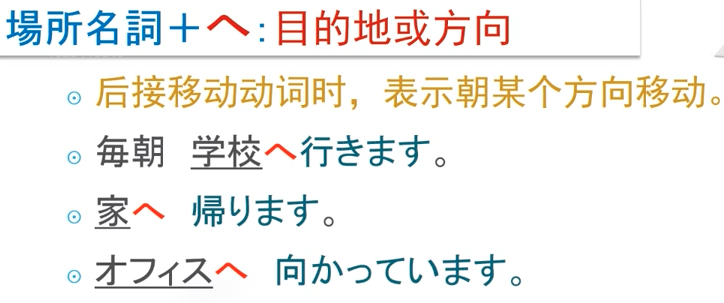 場所名詞＋へ：目的地或方向
后接移动动词时，表示朝某个方向移动。
毎朝　学校へ行きます。
家へ　帰ります。
オフィスへ　向かっています。